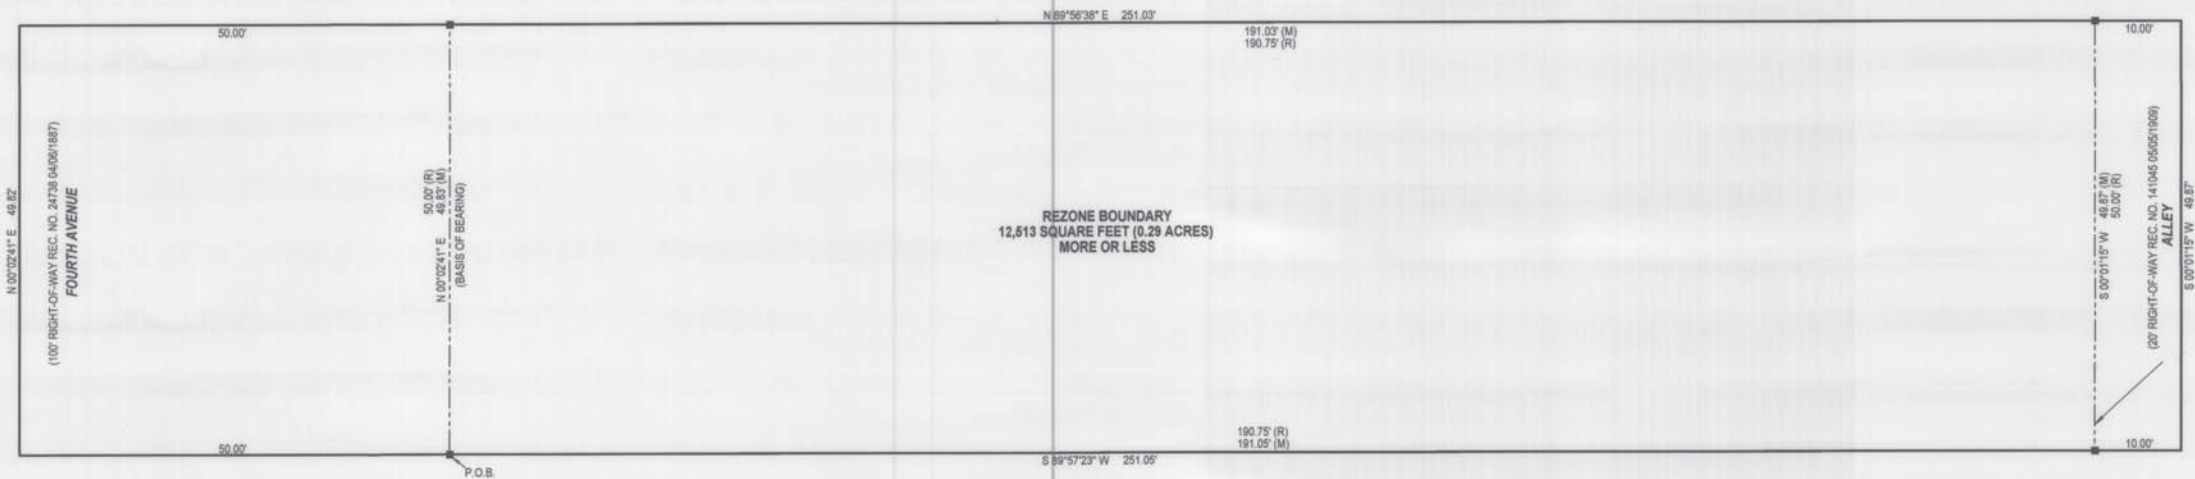 N 89°56'38" E 251.03'
50.00'
191.03' (M)
190.75' (R)
10.00'
N 00°02'41" E 49.82'
(100' RIGHT-OF-WAY REC. NO. 24738 04/06/1887)
FOURTH AVENUE
50.00' (R)
49.83' (M)
N 00°02'41" E
(BASIS OF BEARING)
REZONE BOUNDARY
12,513 SQUARE FEET (0.29 ACRES)
MORE OR LESS
S 00°01'15" W 49.87' (M)
50.00' (R)
(20' RIGHT-OF-WAY REC. NO. 141045 05/05/1909)
ALLEY
S 00°01'15" W 49.87'
50.00'
190.75' (R)
191.05' (M)
10.00'
S 89°57'23" W 251.05'
P.O.B.